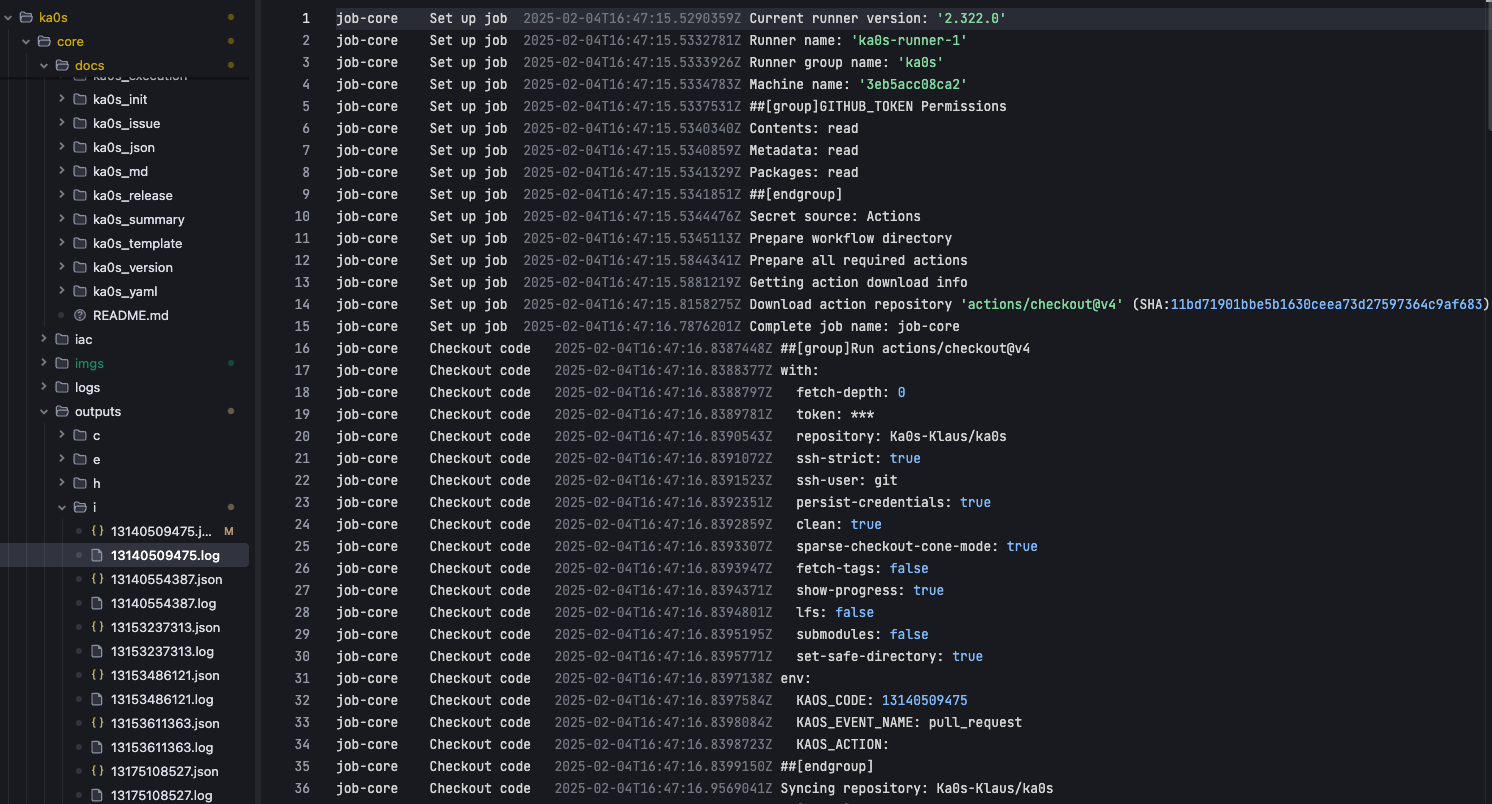 ka0s
core
docs
ka0s_execution
ka0s_init
ka0s_issue
ka0s_json
ka0s_md
ka0s_release
ka0s_summary
ka0s_template
ka0s_version
ka0s_yaml
README.md
iac
imgs
logs
outputs
c
e
h
i
13140509475.j... M
13140509475.log
13140554387.json
13140554387.log
13153237313.json
13153237313.log
13153486121.json
13153486121.log
13153611363.json
13153611363.log
13175108527.json
13175108527.log
1 job-core Set up job 2025-02-04T16:47:15.5290359Z Current runner version: '2.322.0'
2 job-core Set up job 2025-02-04T16:47:15.5332781Z Runner name: 'ka0s-runner-1'
3 job-core Set up job 2025-02-04T16:47:15.5333926Z Runner group name: 'ka0s'
4 job-core Set up job 2025-02-04T16:47:15.5334783Z Machine name: '3eb5acc08ca2'
5 job-core Set up job 2025-02-04T16:47:15.5337531Z ##[group]GITHUB_TOKEN Permissions
6 job-core Set up job 2025-02-04T16:47:15.5340340Z Contents: read
7 job-core Set up job 2025-02-04T16:47:15.5340859Z Metadata: read
8 job-core Set up job 2025-02-04T16:47:15.5341329Z Packages: read
9 job-core Set up job 2025-02-04T16:47:15.5341851Z ##[endgroup]
10 job-core Set up job 2025-02-04T16:47:15.5344476Z Secret source: Actions
11 job-core Set up job 2025-02-04T16:47:15.5345113Z Prepare workflow directory
12 job-core Set up job 2025-02-04T16:47:15.5844341Z Prepare all required actions
13 job-core Set up job 2025-02-04T16:47:15.5881219Z Getting action download info
14 job-core Set up job 2025-02-04T16:47:15.8158275Z Download action repository 'actions/checkout@v4' (SHA:11bd71901bbe5b1630ceea73d27597364c9af683)
15 job-core Set up job 2025-02-04T16:47:16.7876201Z Complete job name: job-core
16 job-core Checkout code 2025-02-04T16:47:16.8387448Z ##[group]Run actions/checkout@v4
17 job-core Checkout code 2025-02-04T16:47:16.8388377Z with:
18 job-core Checkout code 2025-02-04T16:47:16.8388797Z fetch-depth: 0
19 job-core Checkout code 2025-02-04T16:47:16.8389781Z token: ***
20 job-core Checkout code 2025-02-04T16:47:16.8390543Z repository: Ka0s-Klaus/ka0s
21 job-core Checkout code 2025-02-04T16:47:16.8391072Z ssh-strict: true
22 job-core Checkout code 2025-02-04T16:47:16.8391523Z ssh-user: git
23 job-core Checkout code 2025-02-04T16:47:16.8392351Z persist-credentials: true
24 job-core Checkout code 2025-02-04T16:47:16.8392859Z clean: true
25 job-core Checkout code 2025-02-04T16:47:16.8393307Z sparse-checkout-cone-mode: true
26 job-core Checkout code 2025-02-04T16:47:16.8393947Z fetch-tags: false
27 job-core Checkout code 2025-02-04T16:47:16.8394371Z show-progress: true
28 job-core Checkout code 2025-02-04T16:47:16.8394801Z lfs: false
29 job-core Checkout code 2025-02-04T16:47:16.8395195Z submodules: false
30 job-core Checkout code 2025-02-04T16:47:16.8395771Z set-safe-directory: true
31 job-core Checkout code 2025-02-04T16:47:16.8397138Z env:
32 job-core Checkout code 2025-02-04T16:47:16.8397584Z KAOS_CODE: 13140509475
33 job-core Checkout code 2025-02-04T16:47:16.8398084Z KAOS_EVENT_NAME: pull_request
34 job-core Checkout code 2025-02-04T16:47:16.8398723Z KAOS_ACTION:
35 job-core Checkout code 2025-02-04T16:47:16.8399150Z ##[endgroup]
36 job-core Checkout code 2025-02-04T16:47:16.9569041Z Syncing repository: Ka0s-Klaus/ka0s